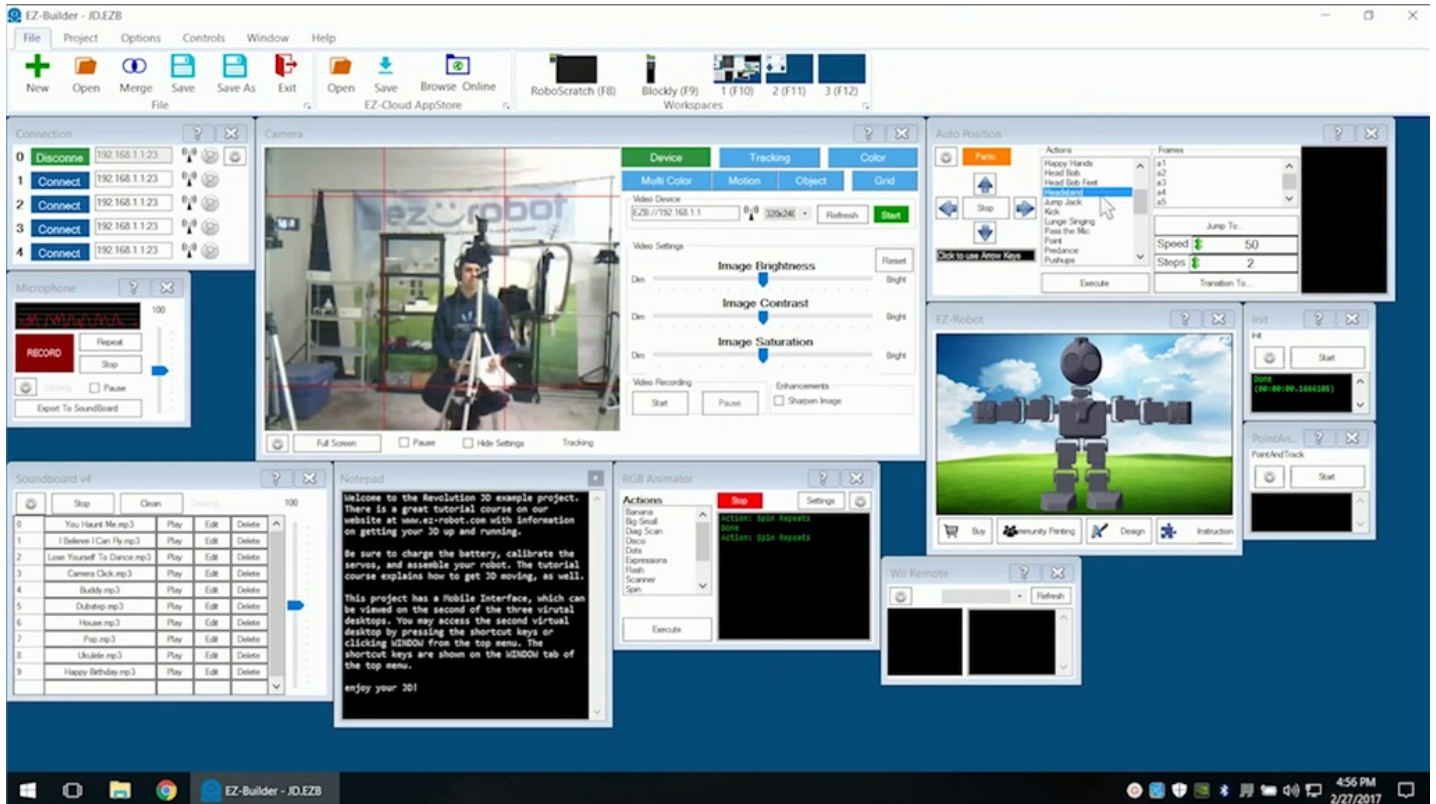 EZ-Builder - JD.EZB
File Project Options Controls Window Help
New Open Merge Save Save As Exit Open Save Browse Online RoboScratch (F8) Blockly (F9) 1 (F10) 2 (F11) 3 (F12)
File EZ-Cloud AppStore Workspaces
Connection
0 Disconne 192.168.1.1:23
1 Connect 192.168.1.1:23
2 Connect 192.168.1.1:23
3 Connect 192.168.1.1:23
4 Connect 192.168.1.1:23
Microphone
100
RECORD
Repeat
Stop
Clipping Pause
Export To SoundBoard
Camera
ez robot
Device Tracking Color
Multi Color Motion Object Grid
Video Device
EZB://192.168.1.1 320x240 Refresh Start
Video Settings
Reset
Image Brightness
Dim Bright
Image Contrast
Dim Bright
Image Saturation
Dim Bright
Video Recording Enhancements
Start Pause Sharpen Image
Full Screen Pause Hide Settings Tracking
Auto Position
Panic
Stop
Click to use Arrow Keys
Actions
Happy Hands
Head Bob
Head Bob Feet
Headstand
Jump Jack
Kick
Lunge Singing
Pass the Mic
Point
Predance
Pushups
Execute
Frames
a1
a2
a3
a4
a5
Jump To...
Speed 50
Steps 2
Transition To...
EZ-Robot
Buy Design Instruction
Init
Init
Start
Done
PointAn...
PointAndTrack
Start
Soundboard v4
Stop Clean Clipping 100
0 You Haunt Me.mp3 Play Edit Delete
1 I Believe I Can Fly.mp3 Play Edit Delete
2 Lose Yourself To Dance.mp3 Play Edit Delete
3 Camera Click.mp3 Play Edit Delete
4 Buddy.mp3 Play Edit Delete
5 Dubstep.mp3 Play Edit Delete
6 House.mp3 Play Edit Delete
7 Pop.mp3 Play Edit Delete
8 Ukulele.mp3 Play Edit Delete
9 Happy Birthday.mp3 Play Edit Delete
Notepad
Welcome to the Revolution JD example project.
There is a great tutorial course on our
website at www.ez-robot.com with information
on getting your JD up and running.
Be sure to charge the battery, calibrate the
servos, and assemble your robot. The tutorial
course explains how to get JD moving, as well.
This project has a Mobile Interface, which can
be viewed on the second of the three virutal
desktops. You may access the second virtual
desktop by pressing the shortcut keys or
clicking WINDOW from the top menu. The
shortcut keys are shown on the WINDOW tab of
the top menu.
enjoy your JD!
RGB Animator
Actions
Banana
Big-Small
Diag Scan
Disco
Dots
Expressions
Flash
Scanner
Spin
Execute
Stop Settings
Action: Spin Repeats
Done
Action: Spin Repeats
Wii Remote
Refresh
EZ-Builder - JD.EZB
4:56 PM
2/27/2017